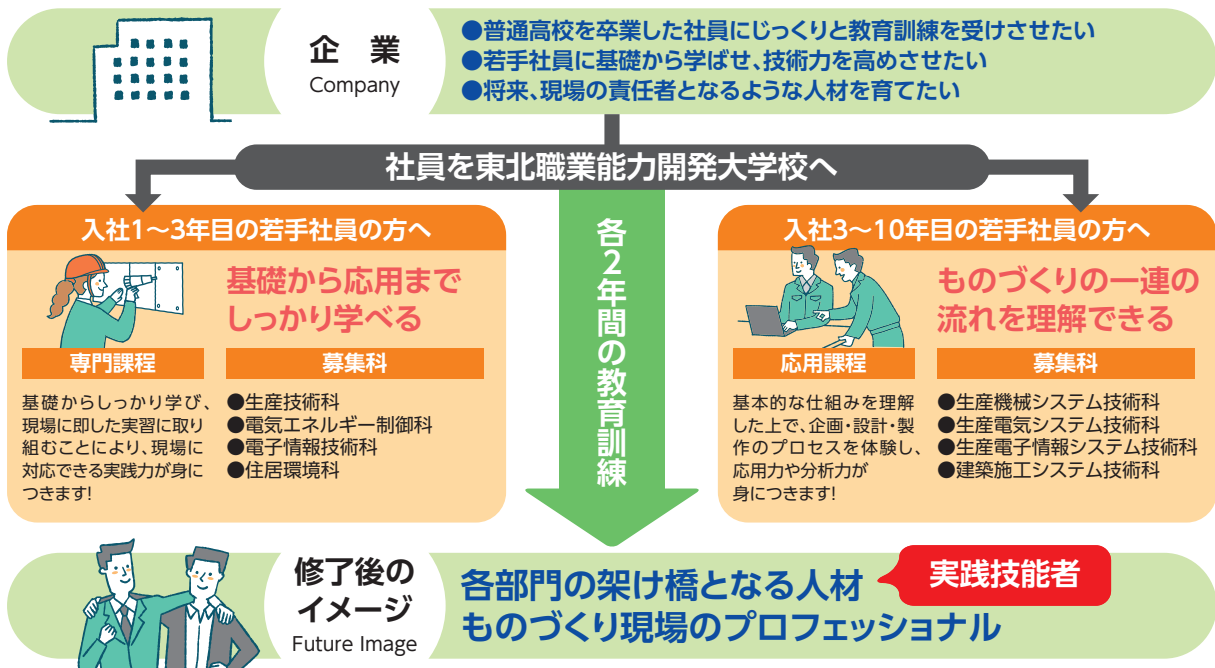 企 業
Company
●普通高校を卒業した社員にじっくりと教育訓練を受けさせたい
●若手社員に基礎から学ばせ、技術力を高めさせたい
●将来、現場の責任者となるような人材を育てたい
社員を東北職業能力開発大学校へ
入社1～3年目の若手社員の方へ
基礎から応用まで
しっかり学べる
専門課程
基礎からしっかり学び、
現場に即した実習に取り
組むことにより、現場に
対応できる実践力が身に
つきます!
募集科
●生産技術科
●電気エネルギー制御科
●電子情報技術科
●住居環境科
各2年間の教育訓練
入社3～10年目の若手社員の方へ
ものづくりの一連の
流れを理解できる
応用課程
基本的な仕組みを理解
した上で、企画・設計・製
作のプロセスを体験し、
応用力や分析力が
身につきます!
募集科
●生産機械システム技術科
●生産電気システム技術科
●生産電子情報システム技術科
●建築施工システム技術科
修了後の
イメージ
Future Image
各部門の架け橋となる人材
ものづくり現場のプロフェッショナル
実践技能者